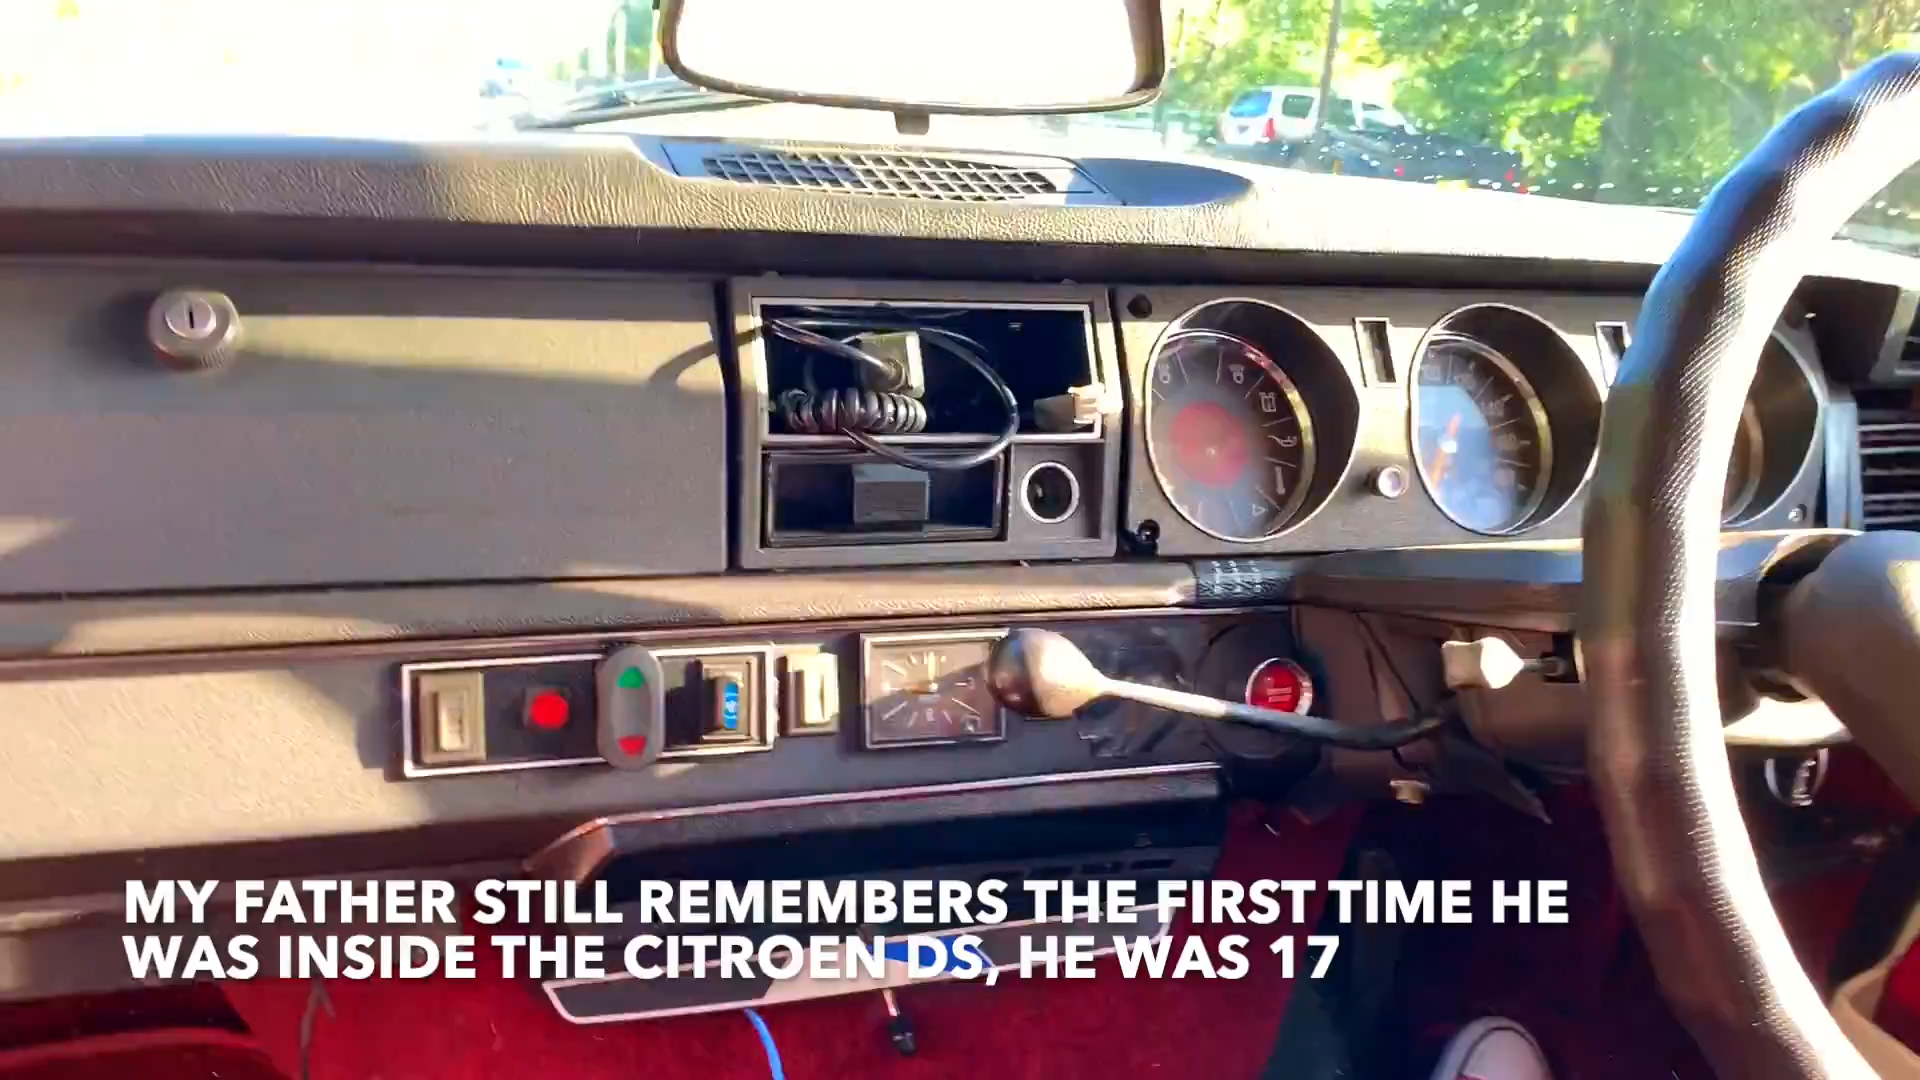 MY FATHER STILL REMEMBERS THE FIRST TIME HE
WAS INSIDE THE CITROEN DS, HE WAS 17